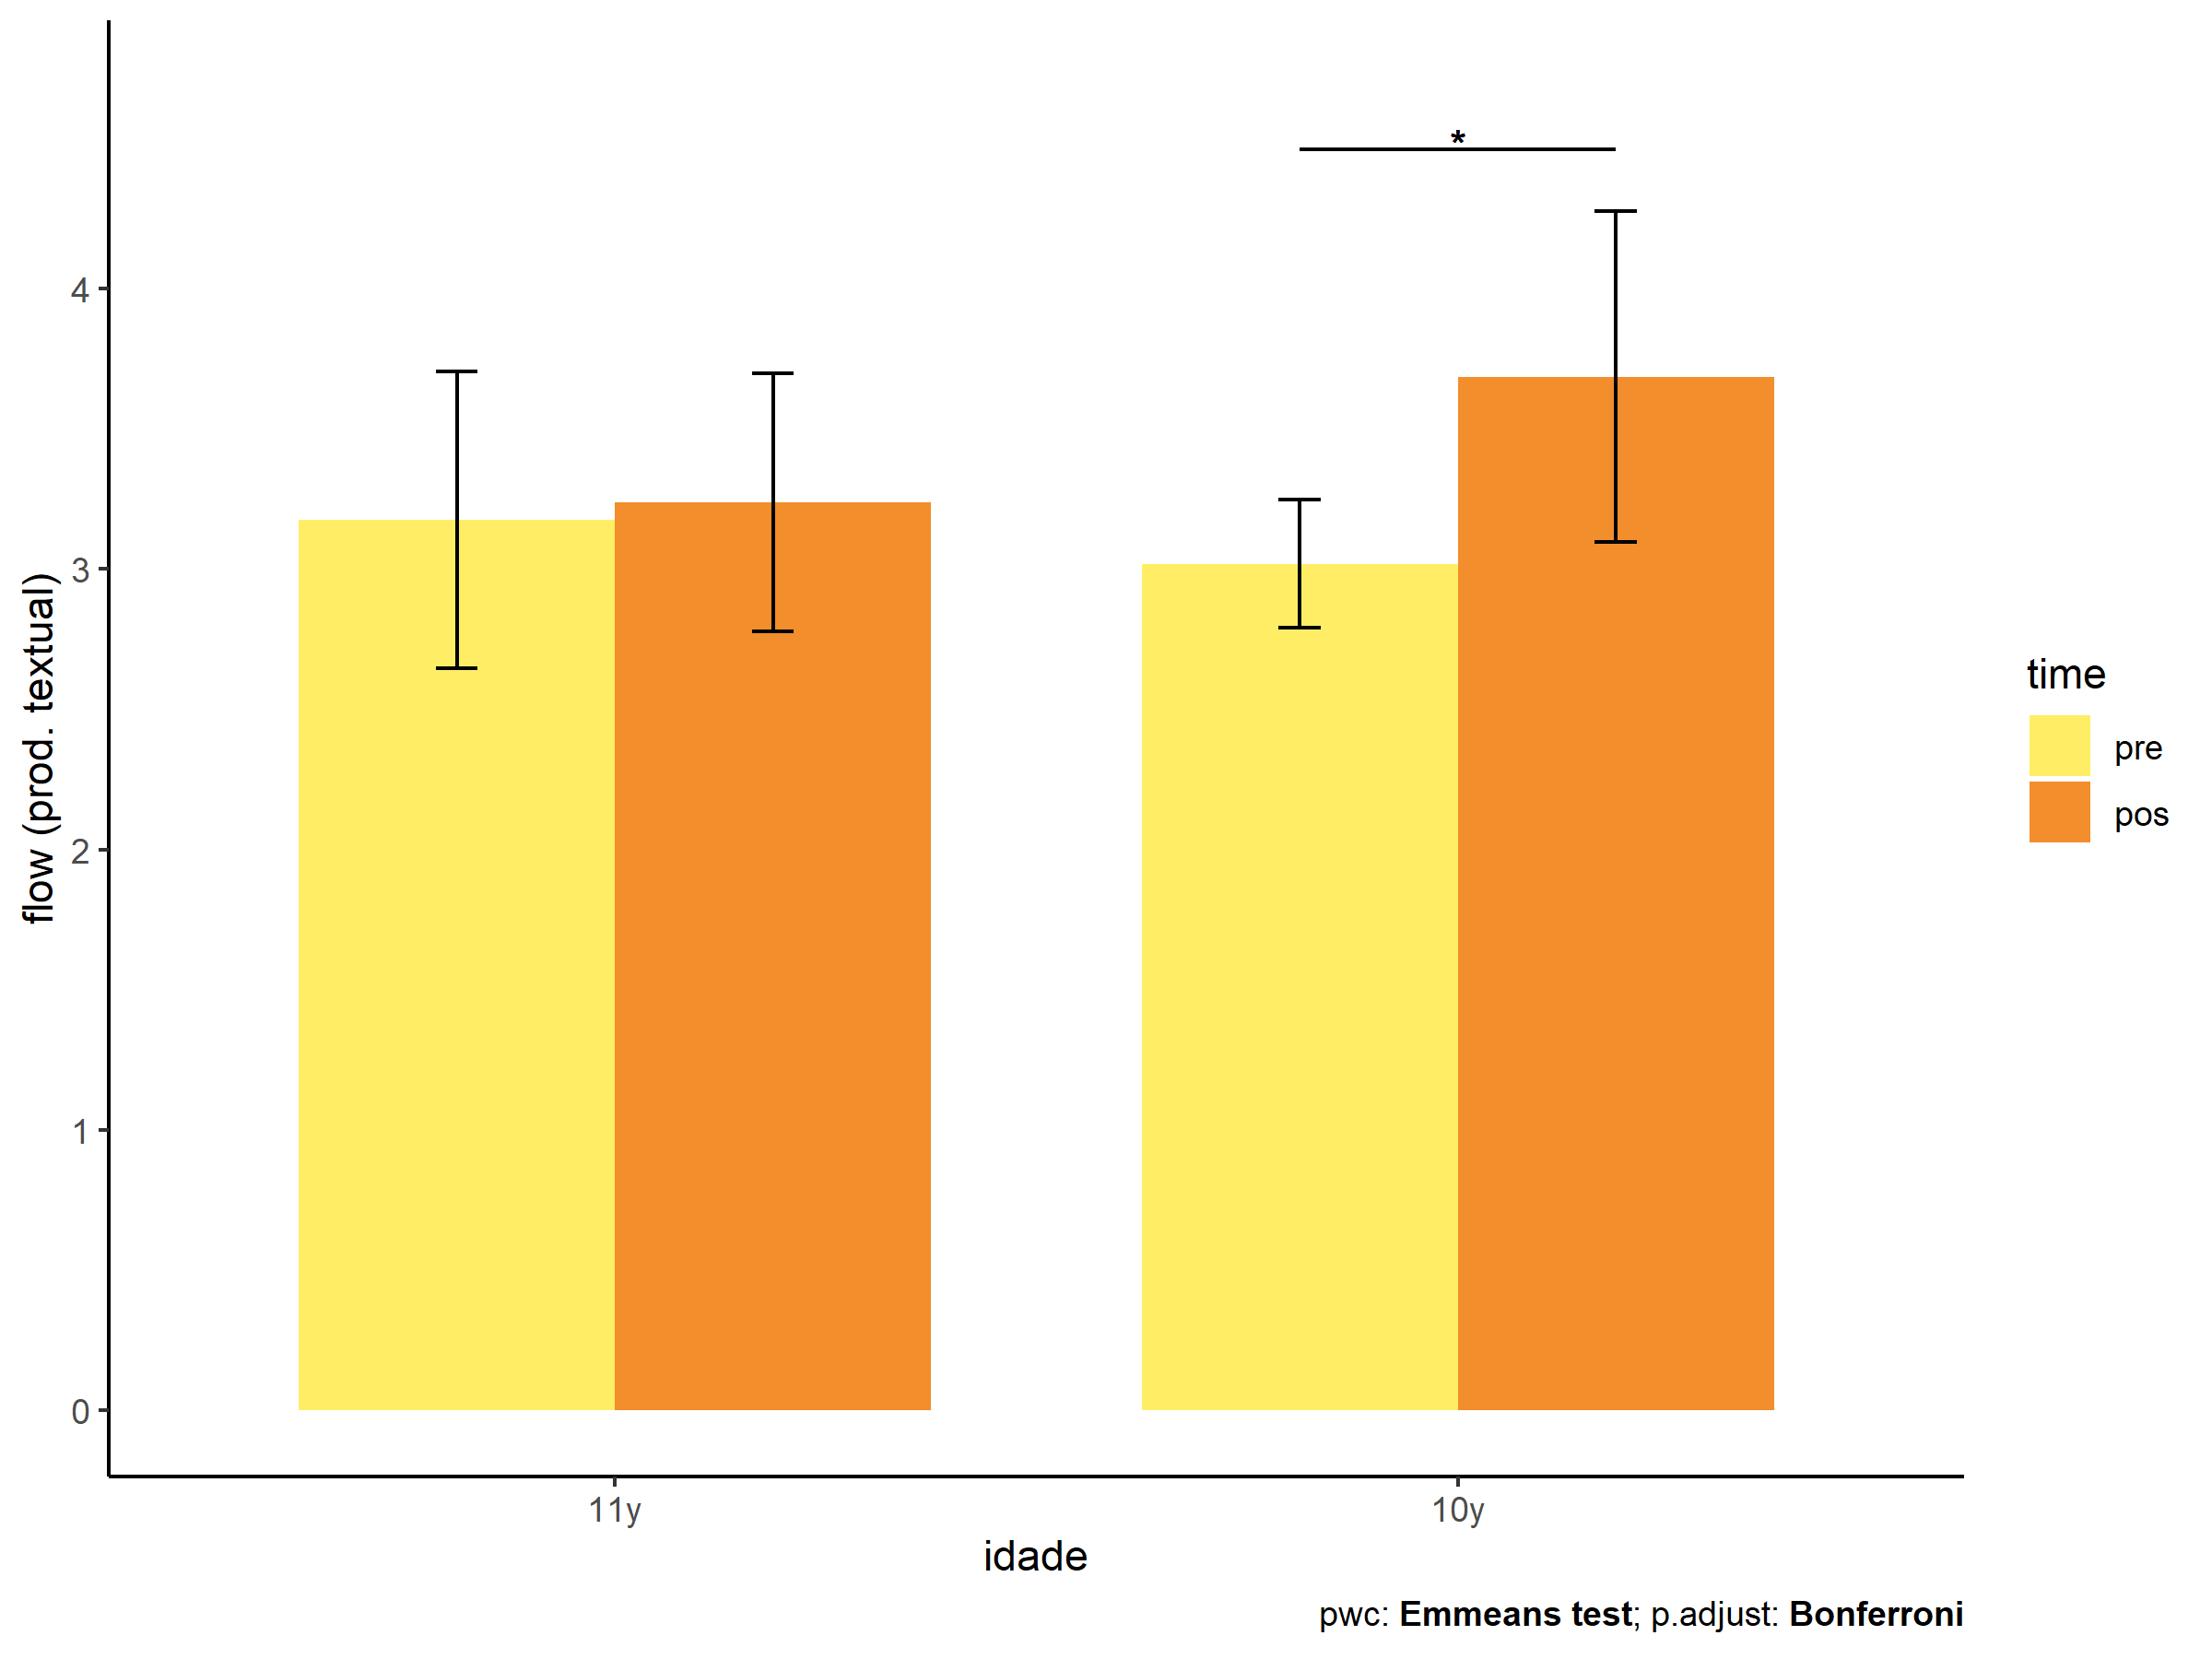 *
4
3
2
1
0
flow (prod. textual)
11y
10y
idade
time
pre
pos
pwc: Emmeans test; p.adjust: Bonferroni